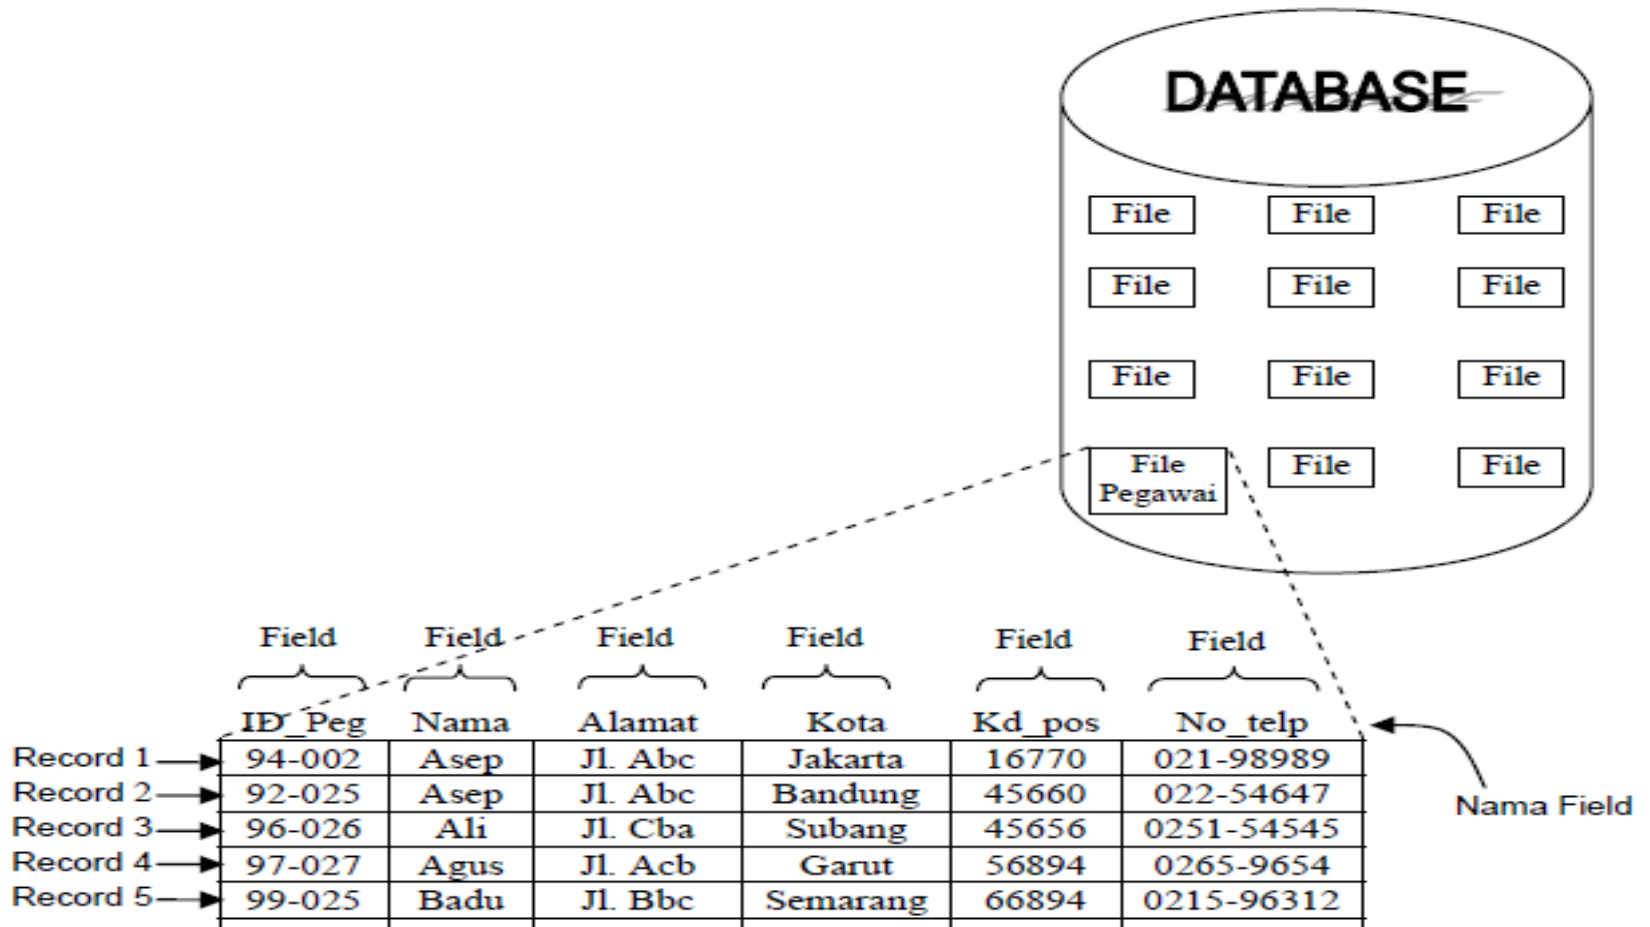 DATABASE
File File File
File File File
File File File
File Pegawai File File
Field Field Field Field Field Field
ID_Peg Nama Alamat Kota Kd_pos No_telp
Record 1 94-002 Asep Jl. Abc Jakarta 16770 021-98989
Record 2 92-025 Asep Jl. Abc Bandung 45660 022-54647
Nama Field
Record 3 96-026 Ali Jl. Cba Subang 45656 0251-54545
Record 4 97-027 Agus Jl. Acb Garut 56894 0265-9654
Record 5 99-025 Badu Jl. Bbc Semarang 66894 0215-96312